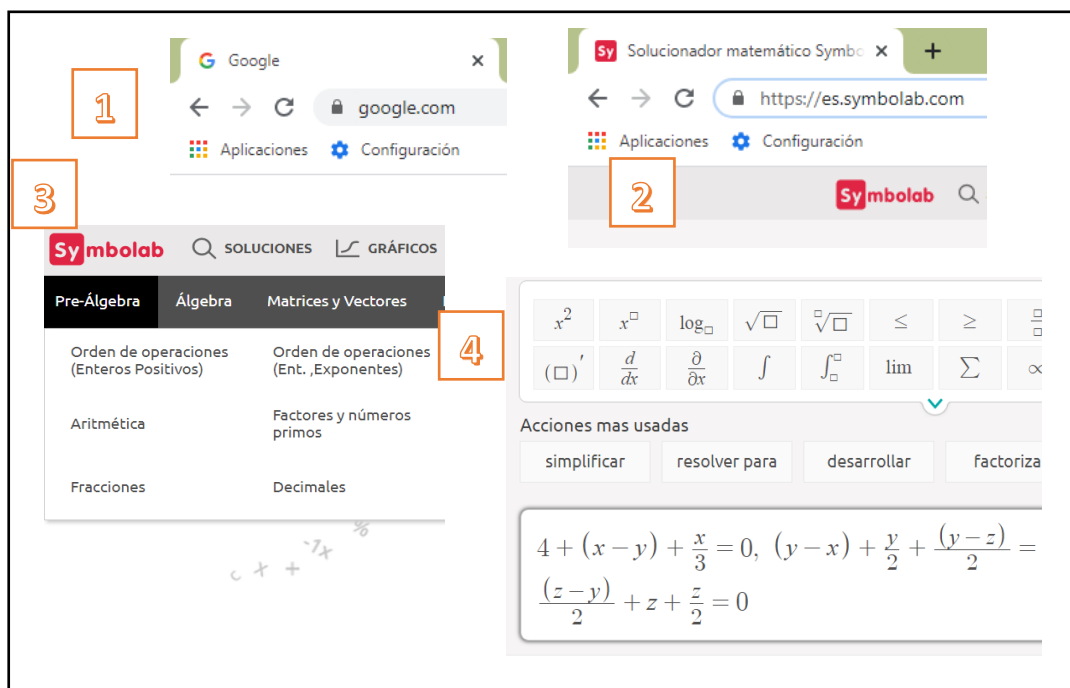 1
Google
google.com
Aplicaciones Configuración
2
Solucionador matemático Symbo
https://es.symbolab.com
Aplicaciones Configuración
Symbolab
3
Symbolab SOLUCIONES GRÁFICOS
Pre-Álgebra Álgebra Matrices y Vectores
Orden de operaciones (Enteros Positivos)
Orden de operaciones (Ent. ,Exponentes)
Aritmética
Factores y números primos
Fracciones
Decimales
4
x² x^□ log_□ √□ ^□√□ ≤ ≥ □/□
(□)′ d/dx ∂/∂x ∫ ∫_□^□ lim ∑ ∞
Acciones mas usadas
simplificar resolver para desarrollar factoriza
4 + (x − y) + x/3 = 0, (y − x) + y/2 + (y − z)/2 =
(z − y)/2 + z + z/2 = 0